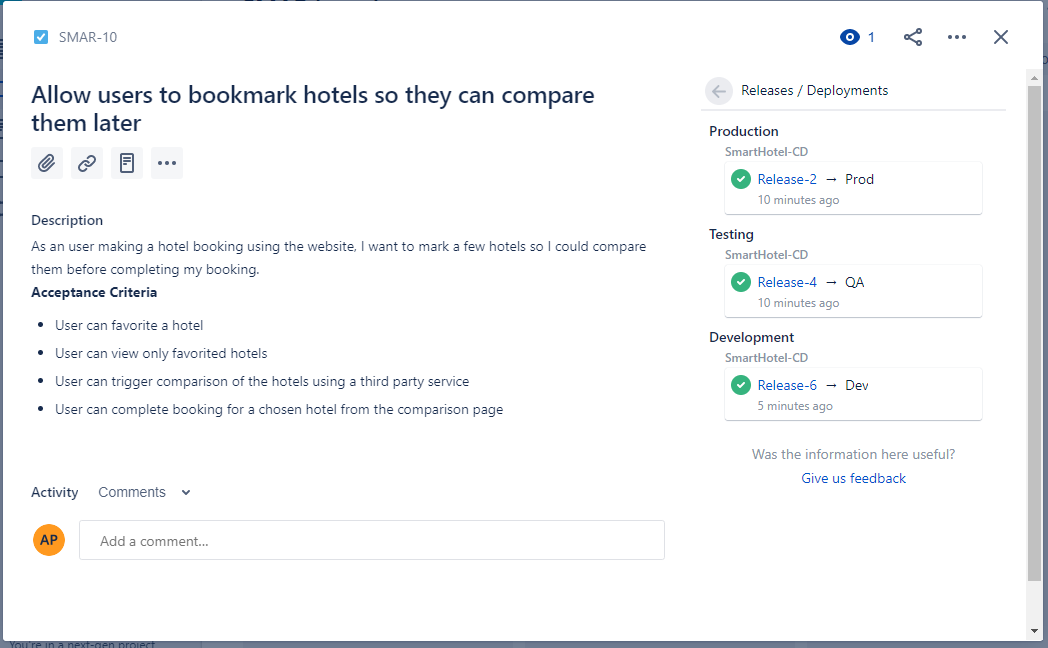 SMAR-10
1
Allow users to bookmark hotels so they can compare
them later
Description
As an user making a hotel booking using the website, I want to mark a few hotels so I could compare
them before completing my booking.
Acceptance Criteria
User can favorite a hotel
User can view only favorited hotels
User can trigger comparison of the hotels using a third party service
User can complete booking for a chosen hotel from the comparison page
Activity Comments
AP Add a comment...
Releases / Deployments
Production
SmartHotel-CD
Release-2 → Prod
10 minutes ago
Testing
SmartHotel-CD
Release-4 → QA
10 minutes ago
Development
SmartHotel-CD
Release-6 → Dev
5 minutes ago
Was the information here useful?
Give us feedback
You're in a next-gen project